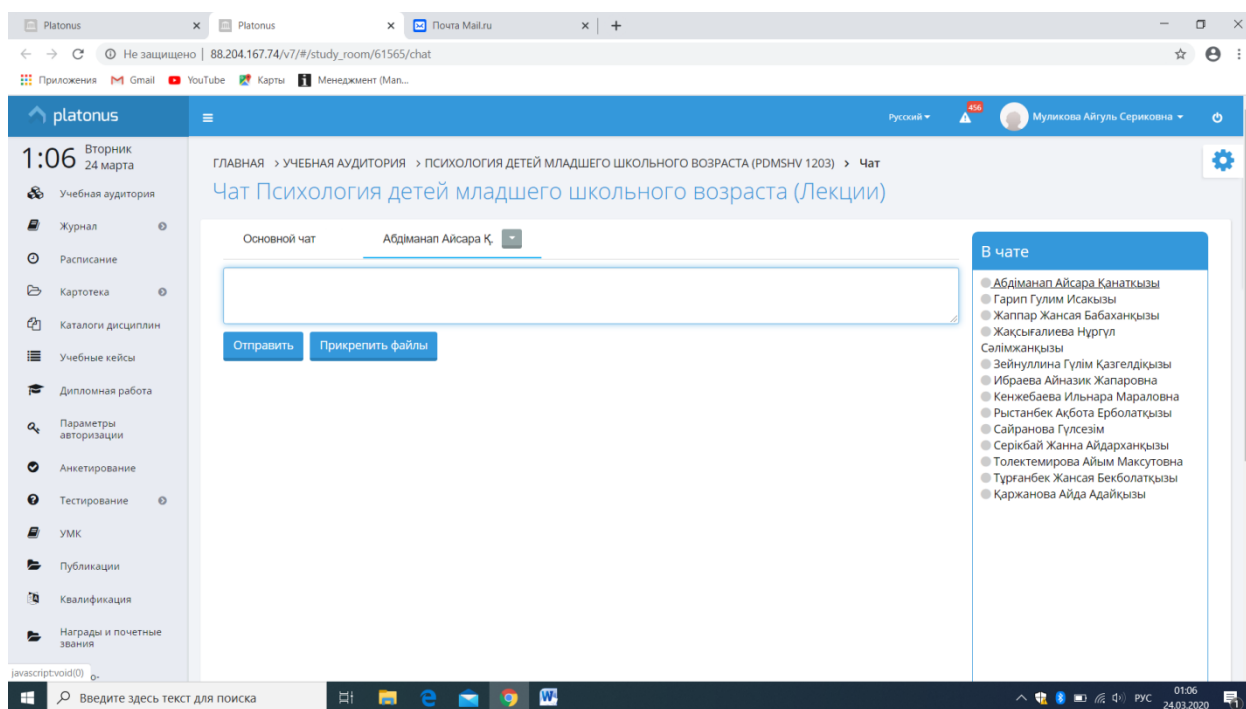 Platonus
Platonus
Почта Mail.ru
Не защищено | 88.204.167.74/v7/#/study_room/61565/chat
Приложения Gmail YouTube Карты Менеджмент (Man...
platonus
Русский
456
Муликова Айгуль Сериковна
1:06 Вторник
24 марта
ГЛАВНАЯ > УЧЕБНАЯ АУДИТОРИЯ > ПСИХОЛОГИЯ ДЕТЕЙ МЛАДШЕГО ШКОЛЬНОГО ВОЗРАСТА (PDMSHV 1203) > Чат
Чат Психология детей младшего школьного возраста (Лекции)
Учебная аудитория
Журнал
Расписание
Картотека
Каталоги дисциплин
Учебные кейсы
Дипломная работа
Параметры
авторизации
Анкетирование
Тестирование
УМК
Публикации
Квалификация
Награды и почетные
звания
javascript:void(0)
о-
Основной чат
Абдіманап Айсара Қ.
Отправить
Прикрепить файлы
В чате
Абдіманап Айсара Қанатқызы
Гарип Гулим Исакызы
Жаппар Жансая Бабаханқызы
Жақсығалиева Нұргүл
Сәлімжанқызы
Зейнуллина Гүлім Қазгелдіқызы
Ибраева Айназик Жапаровна
Кенжебаева Ильнара Мараловна
Рыстанбек Ақбота Ерболатқызы
Сайранова Гүлсезім
Серікбай Жанна Айдарханқызы
Толектемирова Айым Максутовна
Тұрғанбек Жансая Бекболатқызы
Қаржанова Айда Адайқызы
Введите здесь текст для поиска
РУС
01:06
24.03.2020
1